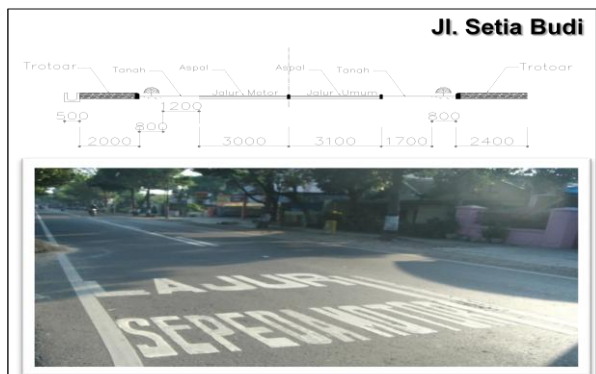 Jl. Setia Budi
Trotoar
Tanah
Aspal
Aspal
Tanah
Trotoar
Jalur Motor
Jalur Umum
500
1200
800
2000
800
3000
3100
1700
2400
LAJUR
SEPEDA MOTOR